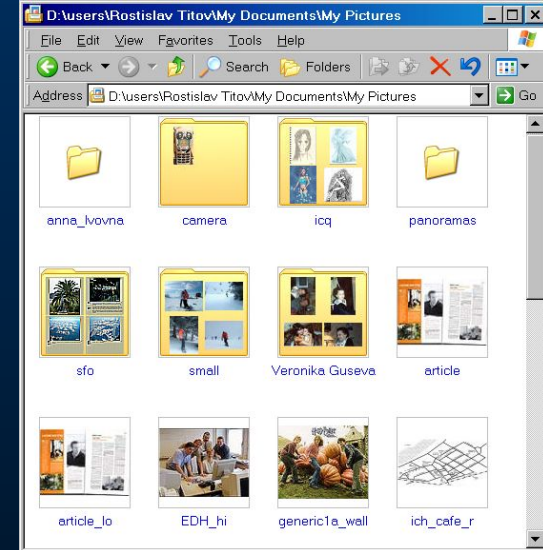 D:\users\Rostislav Titov\My Documents\My Pictures
File Edit View Favorites Tools Help
Back Search Folders
Address D:\users\Rostislav Titov\My Documents\My Pictures Go
anna_lvovna camera icq panoramas
sfo small Veronika Guseva article
article_lo EDH_hi generic1a_wall ich_cafe_r